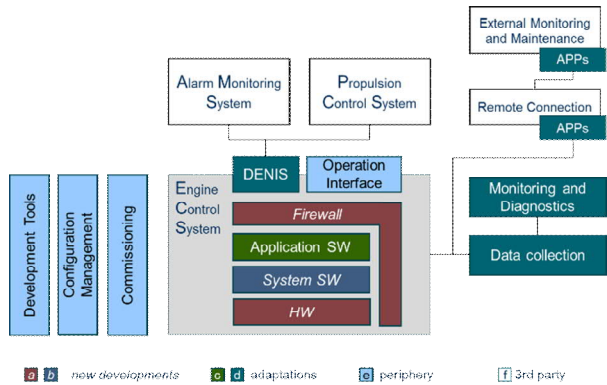 External Monitoring
and Maintenance
APPs
Alarm Monitoring
System
Propulsion
Control System
Remote Connection
APPs
DENIS
Operation
Interface
Engine
Control
System
Firewall
Application SW
System SW
HW
Development Tools
Configuration
Management
Commissioning
Monitoring and
Diagnostics
Data collection
a b new developments c d adaptations e periphery f 3rd party